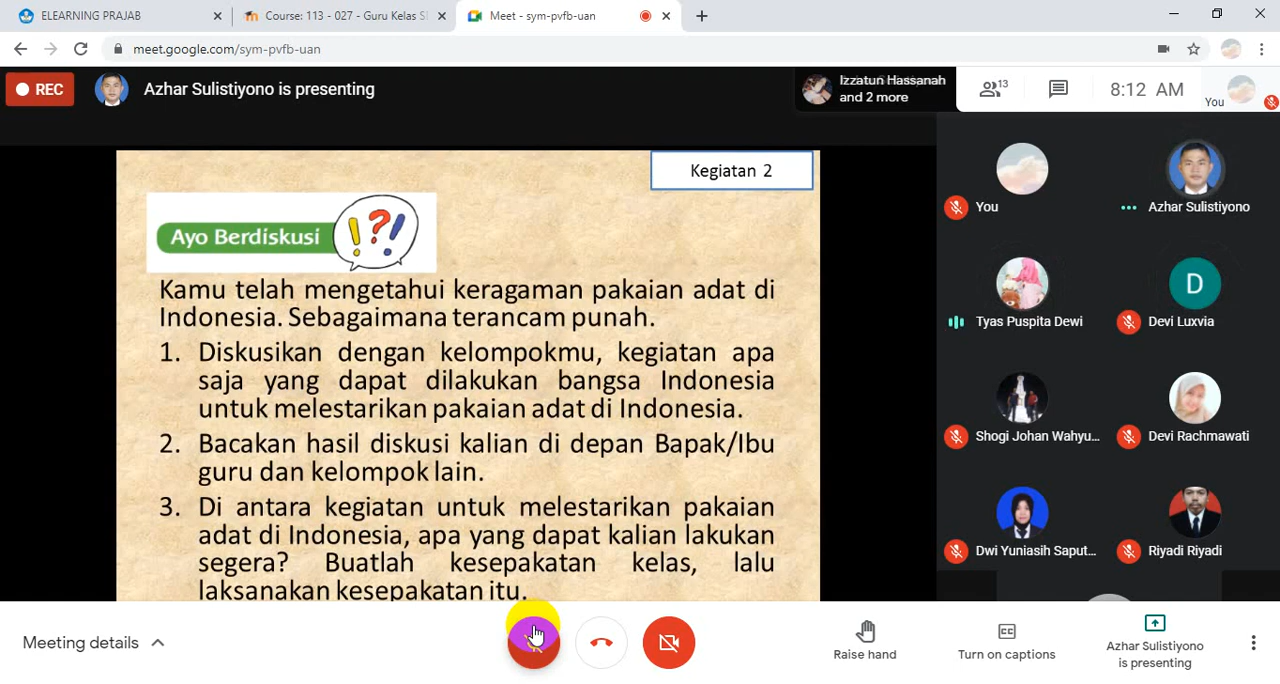 ELEARNING PRAJAB
Course: 113 - 027 - Guru Kelas S
Meet - sym-pvfb-uan
meet.google.com/sym-pvfb-uan
REC
Azhar Sulistiyono is presenting
Izzatun Hassanah
and 2 more
13
8:12 AM
You
Kegiatan 2
Ayo Berdiskusi
!?!
Kamu telah mengetahui keragaman pakaian adat di
Indonesia. Sebagaimana terancam punah.
1. Diskusikan dengan kelompokmu, kegiatan apa
saja yang dapat dilakukan bangsa Indonesia
untuk melestarikan pakaian adat di Indonesia.
2. Bacakan hasil diskusi kalian di depan Bapak/Ibu
guru dan kelompok lain.
3. Di antara kegiatan untuk melestarikan pakaian
adat di Indonesia, apa yang dapat kalian lakukan
segera? Buatlah kesepakatan kelas, lalu
laksanakan kesepakatan itu.
You
Azhar Sulistiyono
Tyas Puspita Dewi
D
Devi Luxvia
Shogi Johan Wahyu...
Devi Rachmawati
Dwi Yuniasih Saput...
Riyadi Riyadi
Meeting details
Raise hand
Turn on captions
Azhar Sulistiyono
is presenting